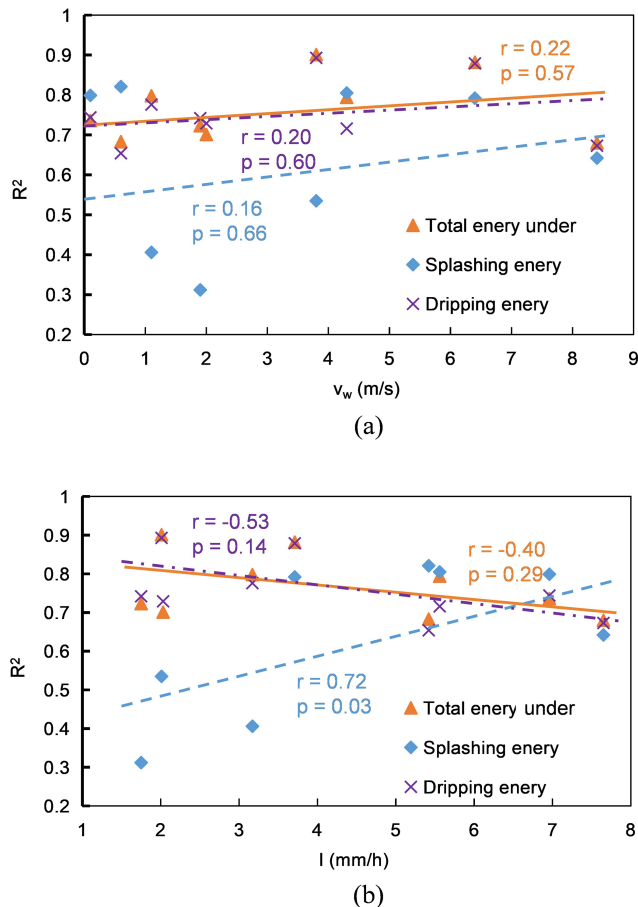 (a)
1
0.9
0.8
0.7
0.6
0.5
0.4
0.3
0.2
R²
r = 0.22
p = 0.57
r = 0.20
p = 0.60
r = 0.16
p = 0.66
Total enery under
Splashing enery
Dripping enery
0 1 2 3 4 5 6 7 8 9
v_w (m/s)
(a)
1
0.9
0.8
0.7
0.6
0.5
0.4
0.3
0.2
R²
r = -0.53
p = 0.14
r = -0.40
p = 0.29
r = 0.72
p = 0.03
Total enery under
Splashing enery
Dripping enery
1 2 3 4 5 6 7 8
I (mm/h)
(b)